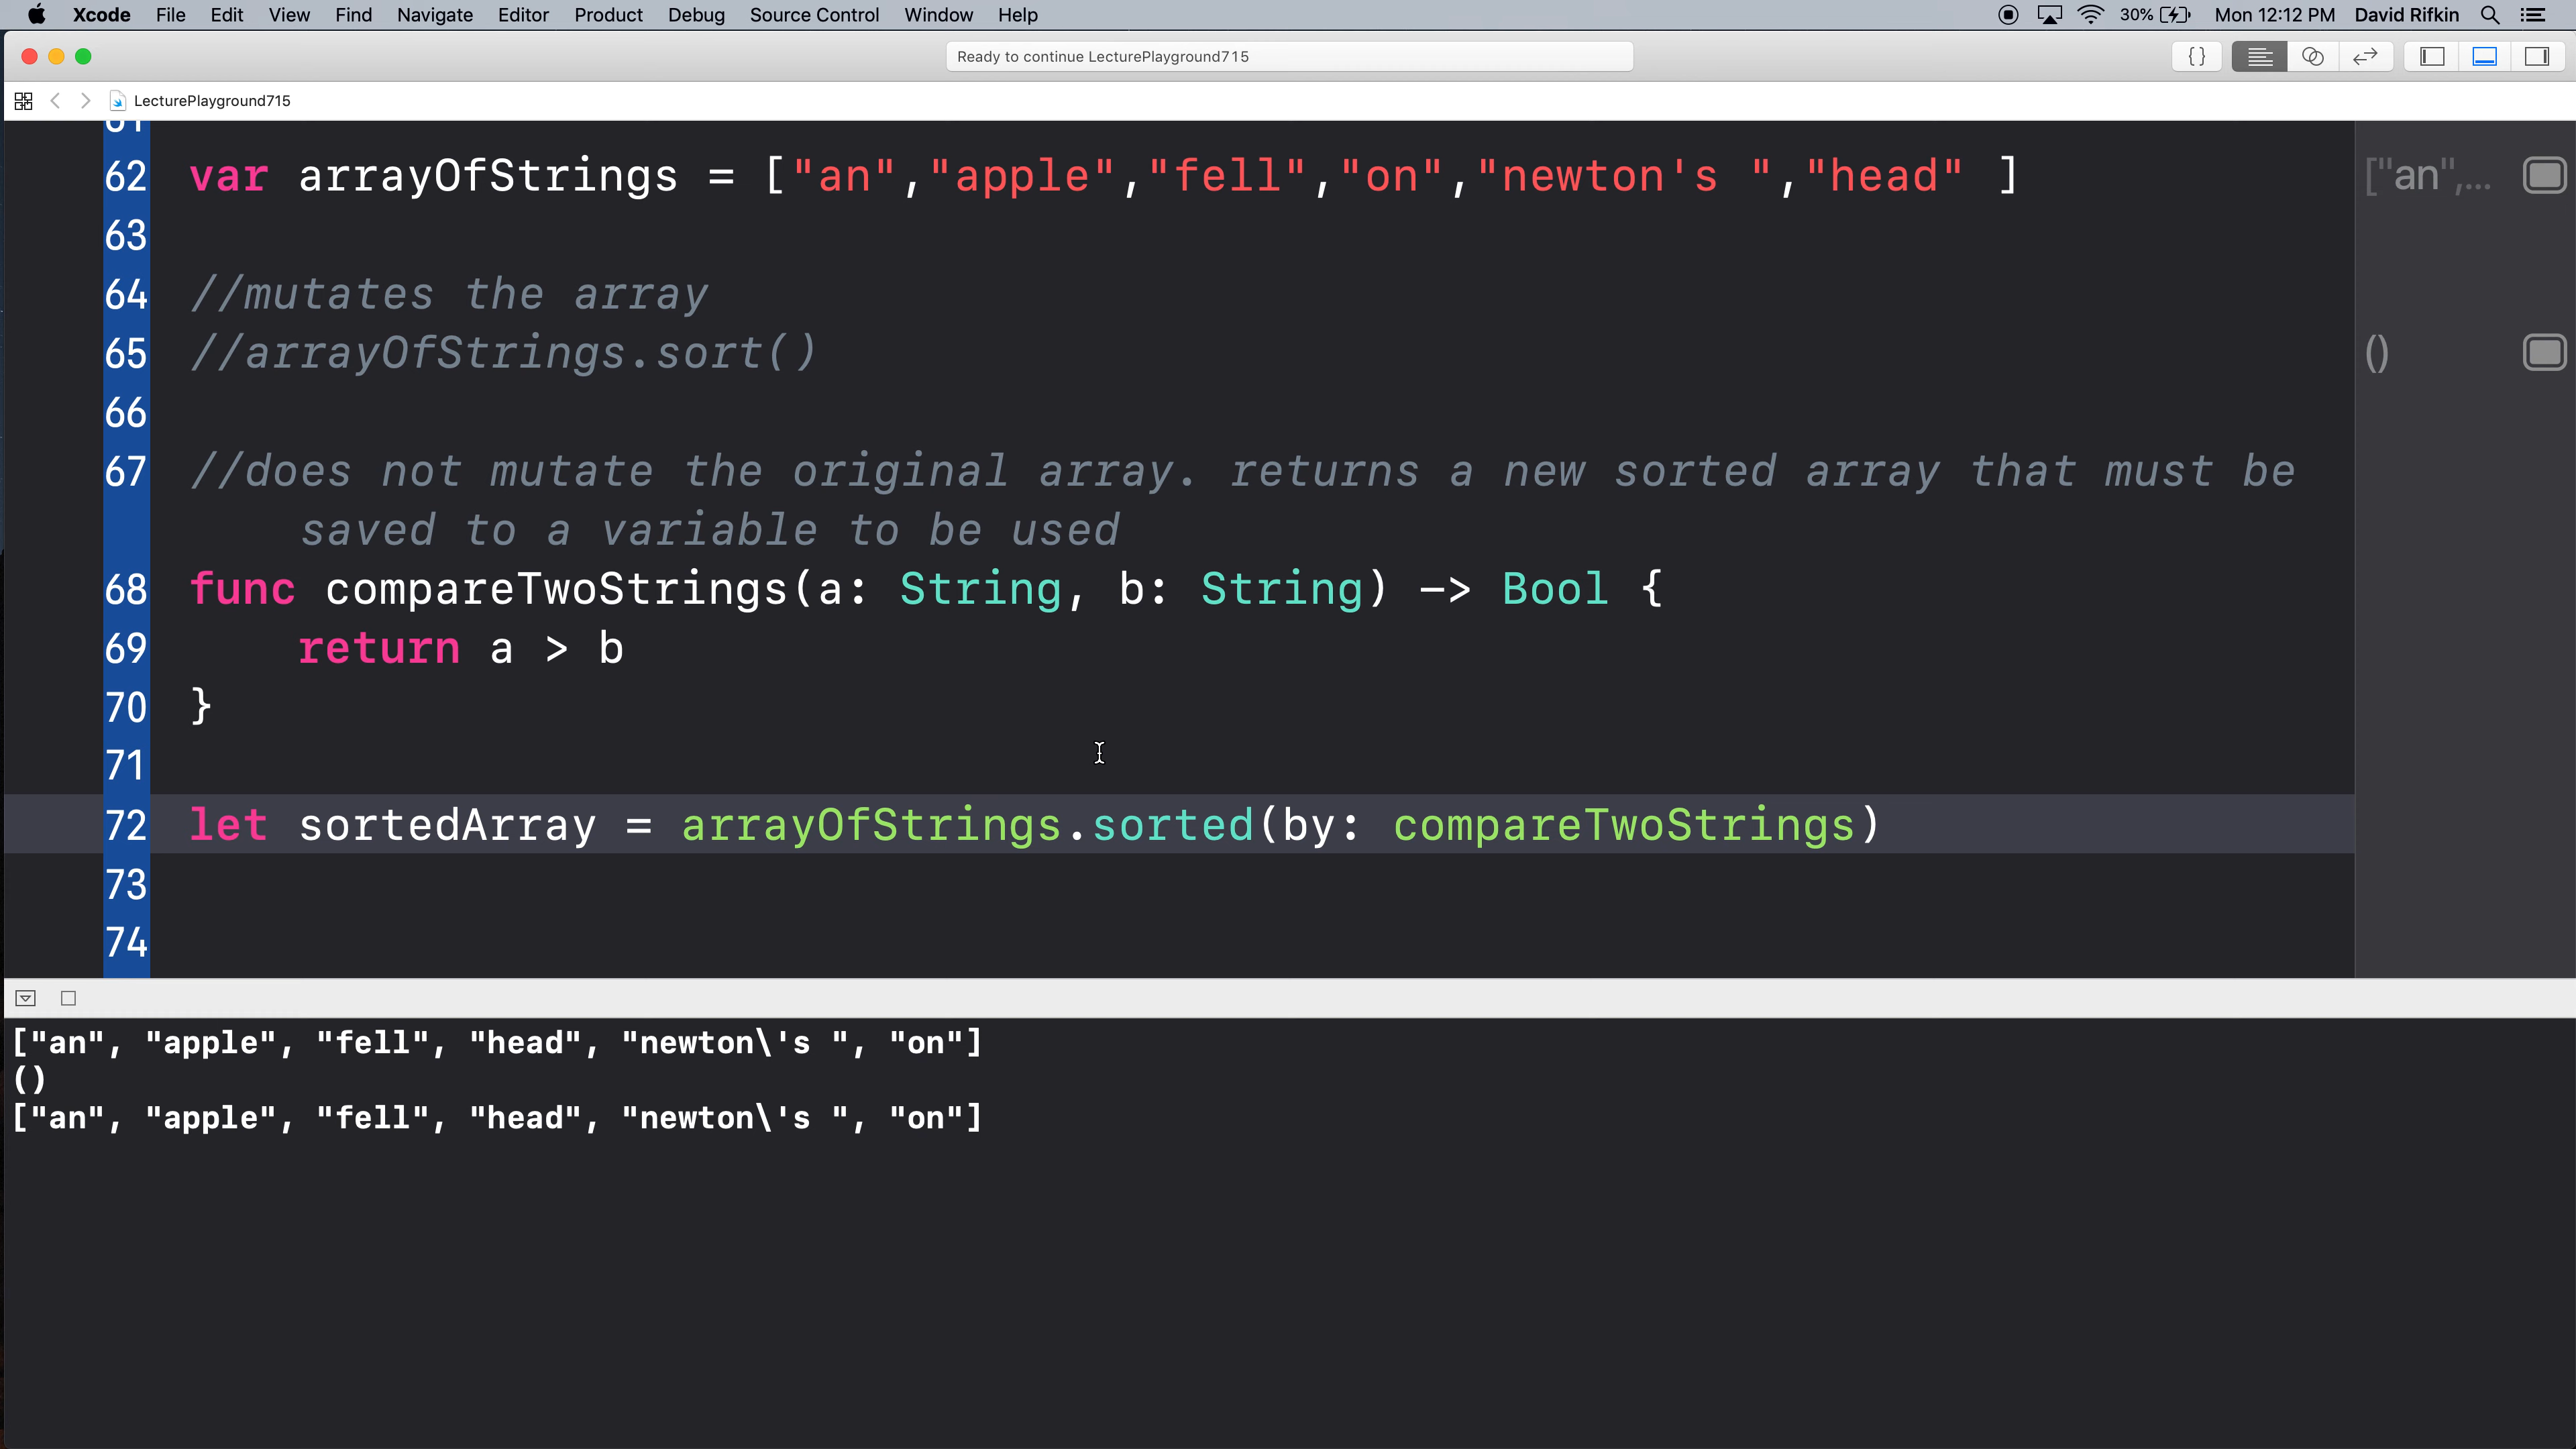 Xcode File Edit View Find Navigate Editor Product Debug Source Control Window Help 30% Mon 12:12 PM David Rifkin
Ready to continue LecturePlayground715 {}
LecturePlayground715
61
62 var arrayOfStrings = ["an","apple","fell","on","newton's ","head" ] ["an",...
63
64 //mutates the array
65 //arrayOfStrings.sort() ()
66
67 //does not mutate the original array. returns a new sorted array that must be
saved to a variable to be used
68 func compareTwoStrings(a: String, b: String) -> Bool {
69 return a > b
70 }
71
72 let sortedArray = arrayOfStrings.sorted(by: compareTwoStrings)
73
74
["an", "apple", "fell", "head", "newton\'s ", "on"]
()
["an", "apple", "fell", "head", "newton\'s ", "on"]